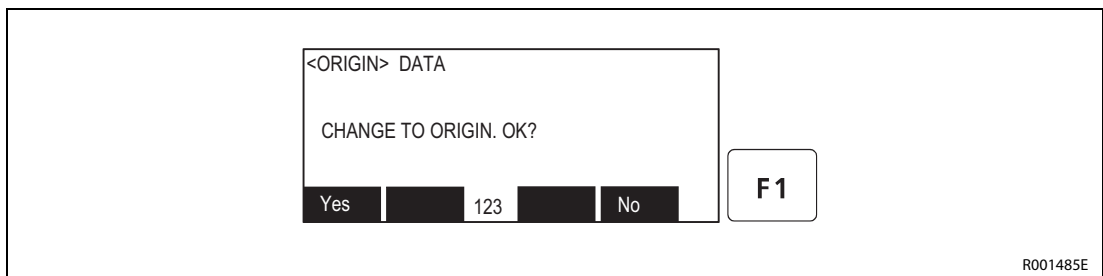 <ORIGIN> DATA
CHANGE TO ORIGIN. OK?
Yes 123 No
F1
R001485E